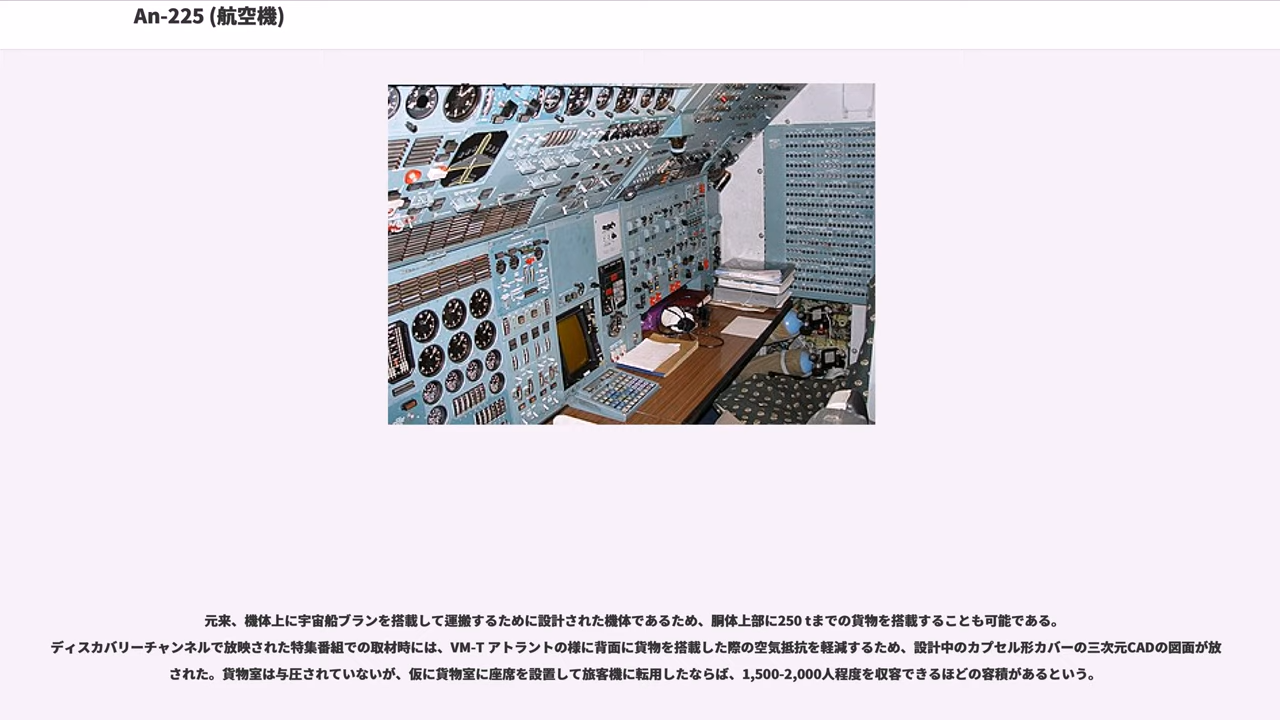 An-225 (航空機)
元来、機体上に宇宙船ブランを搭載して運搬するために設計された機体であるため、胴体上部に250 tまでの貨物を搭載することも可能である。
ディスカバリーチャンネルで放映された特集番組での取材時には、VM-T アトラントの様に背面に貨物を搭載した際の空気抵抗を軽減するため、設計中のカプセル形カバーの三次元CADの図面が放
された。貨物室は与圧されていないが、仮に貨物室に座席を設置して旅客機に転用したならば、1,500-2,000人程度を収容できるほどの容積があるという。